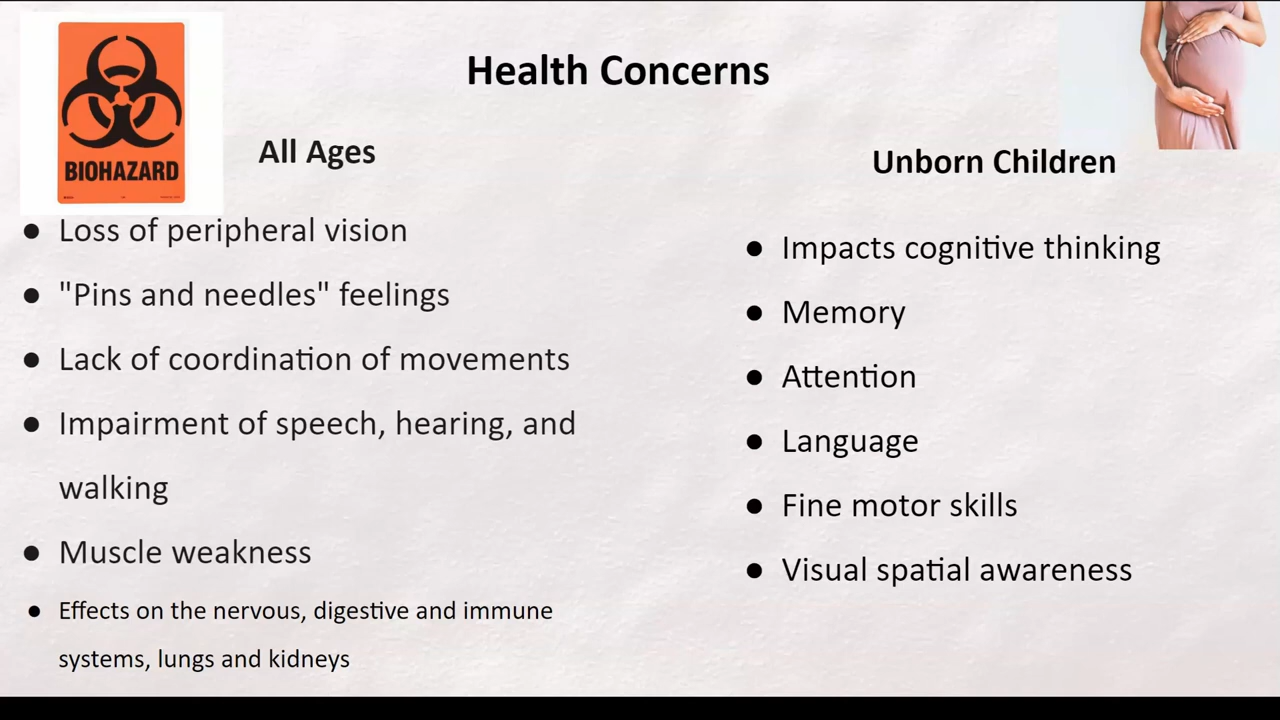 Health Concerns
BIOHAZARD
All Ages
● Loss of peripheral vision
● "Pins and needles" feelings
● Lack of coordination of movements
● Impairment of speech, hearing, and
walking
● Muscle weakness
● Effects on the nervous, digestive and immune
systems, lungs and kidneys
Unborn Children
● Impacts cognitive thinking
● Memory
● Attention
● Language
● Fine motor skills
● Visual spatial awareness